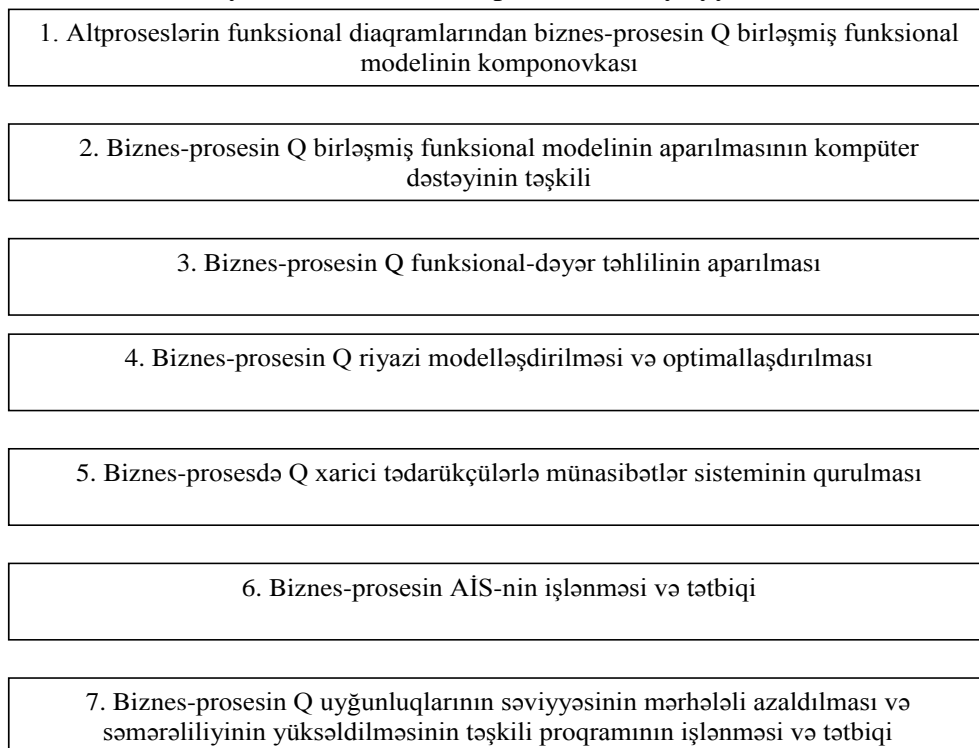 1. Altproseslərin funksional diaqramlarından biznes-prosesin Q birləşmiş funksional
modelinin komponovkası
2. Biznes-prosesin Q birləşmiş funksional modelinin aparılmasının kompüter
dəstəyinin təşkili
3. Biznes-prosesin Q funksional-dəyər təhlilinin aparılması
4. Biznes-prosesin Q riyazi modelləşdirilməsi və optimallaşdırılması
5. Biznes-prosesdə Q xarici tədarükçülərlə münasibətlər sisteminin qurulması
6. Biznes-prosesin AİS-nin işlənməsi və tətbiqi
7. Biznes-prosesin Q uyğunluqlarının səviyyəsinin mərhələli azaldılması və
səmərəliliyinin yüksəldilməsinin təşkili proqramının işlənməsi və tətbiqi